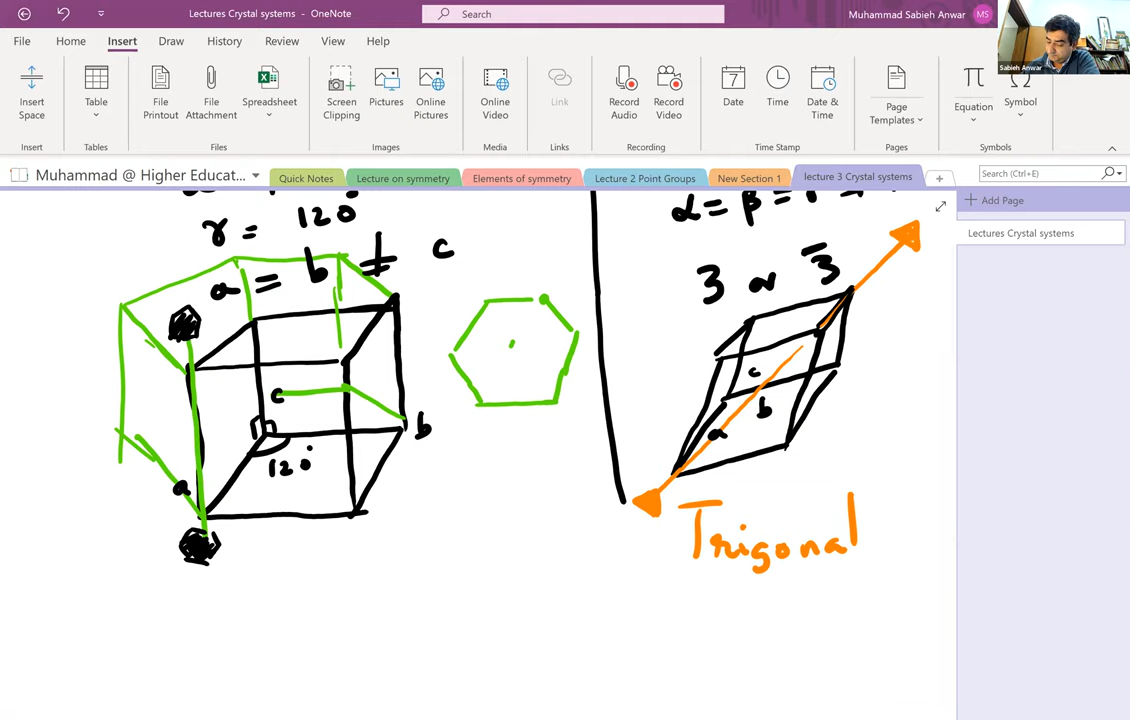 Lectures Crystal systems - OneNote
Search
Muhammad Sabieh Anwar
MS
Sabieh Anwar
File Home Insert Draw History Review View Help
Insert Space
Table
File Printout
File Attachment
Spreadsheet
Screen Clipping
Pictures
Online Pictures
Online Video
Link
Record Audio
Record Video
Date
Time
Date & Time
Page Templates
Equation
Symbol
Insert Tables Files Images Media Links Recording Time Stamp Pages Symbols
Muhammad @ Higher Educat...
Quick Notes
Lecture on symmetry
Elements of symmetry
Lecture 2 Point Groups
New Section 1
lecture 3 Crystal systems
+
Search (Ctrl+E)
Add Page
Lectures Crystal systems
γ = 120
a = b ≠ c
c
b
120°
a
α = β = γ ≠
3 or 3̄
c
b
a
Trigonal